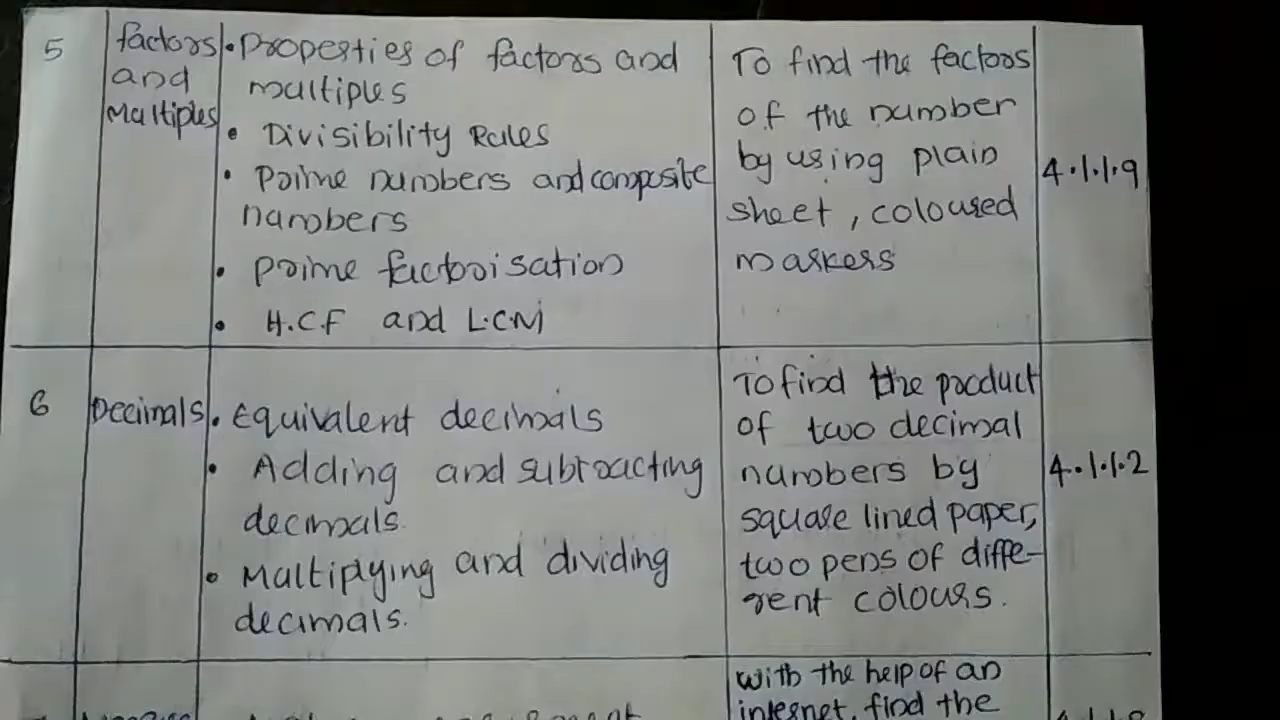 5
factors
and
Multiples
• Properties of factors and
multiples
• Divisibility Rules
• Prime numbers and composite
numbers
• Prime factorisation
• H.C.F and L.C.M
To find the factors
of the number
by using plain
sheet, coloured
markers
4.1.1.9
6
Decimals
• Equivalent decimals
• Adding and subtracting
decimals.
• Multiplying and dividing
decimals.
To find the product
of two decimal
numbers by
square lined paper,
two pens of diffe-
rent colours.
4.1.1.2
with the help of an
internet, find the